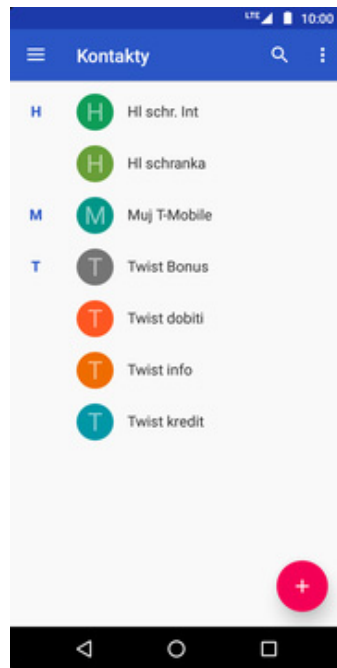 LTE 10:00
Kontakty
H H Hl schr. Int
H Hl schranka
M M Muj T-Mobile
T T Twist Bonus
T Twist dobiti
T Twist info
T Twist kredit
+